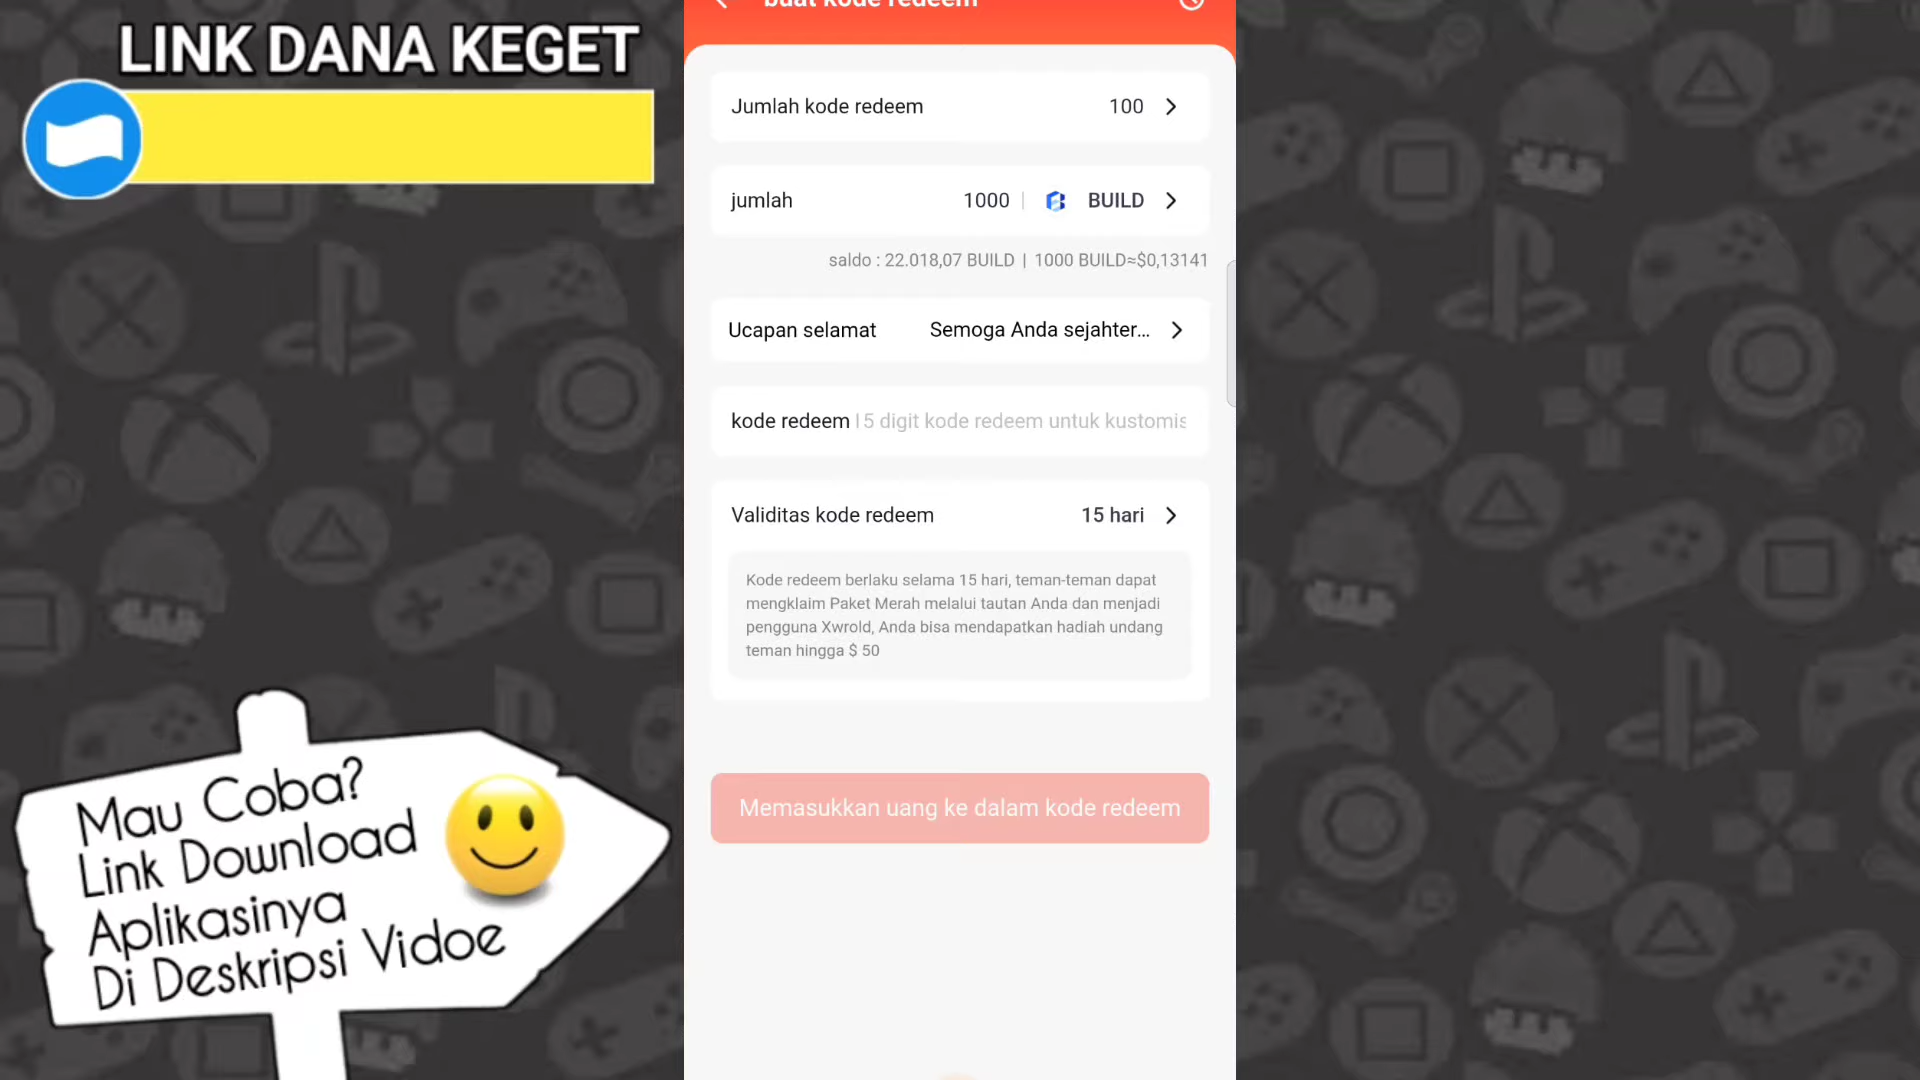 LINK DANA KEGET
buat kode redeem
Jumlah kode redeem 100
jumlah 1000 | BUILD
saldo : 22.018,07 BUILD | 1000 BUILD≈$0,13141
Ucapan selamat Semoga Anda sejahter...
kode redeem 15 digit kode redeem untuk kustomis
Validitas kode redeem 15 hari
Kode redeem berlaku selama 15 hari, teman-teman dapat
mengklaim Paket Merah melalui tautan Anda dan menjadi
pengguna Xwrold, Anda bisa mendapatkan hadiah undang
teman hingga $ 50
Memasukkan uang ke dalam kode redeem
Mau Coba?
Link Download
Aplikasinya
Di Deskripsi Vidoe